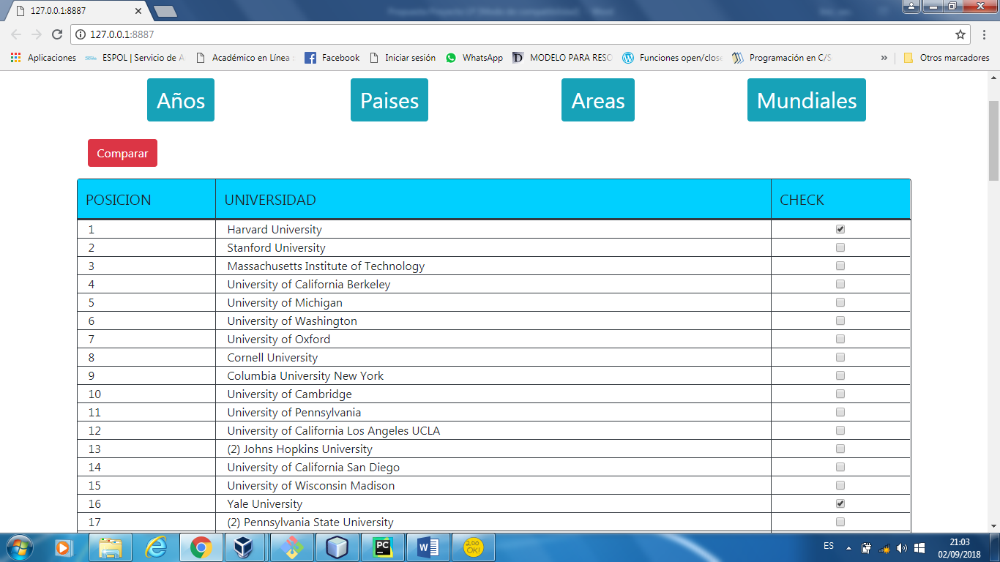 127.0.0.1:8887
127.0.0.1:8887
Aplicaciones ESPOL | Servicio de A Académico en Línea Facebook Iniciar sesión WhatsApp MODELO PARA RESO Funciones open/close Programación en C/S » Otros marcadores
Años Paises Areas Mundiales
Comparar
POSICION UNIVERSIDAD CHECK
1 Harvard University
2 Stanford University
3 Massachusetts Institute of Technology
4 University of California Berkeley
5 University of Michigan
6 University of Washington
7 University of Oxford
8 Cornell University
9 Columbia University New York
10 University of Cambridge
11 University of Pennsylvania
12 University of California Los Angeles UCLA
13 (2) Johns Hopkins University
14 University of California San Diego
15 University of Wisconsin Madison
16 Yale University
17 (2) Pennsylvania State University
PC W 200 OK! ES 21:03
02/09/2018